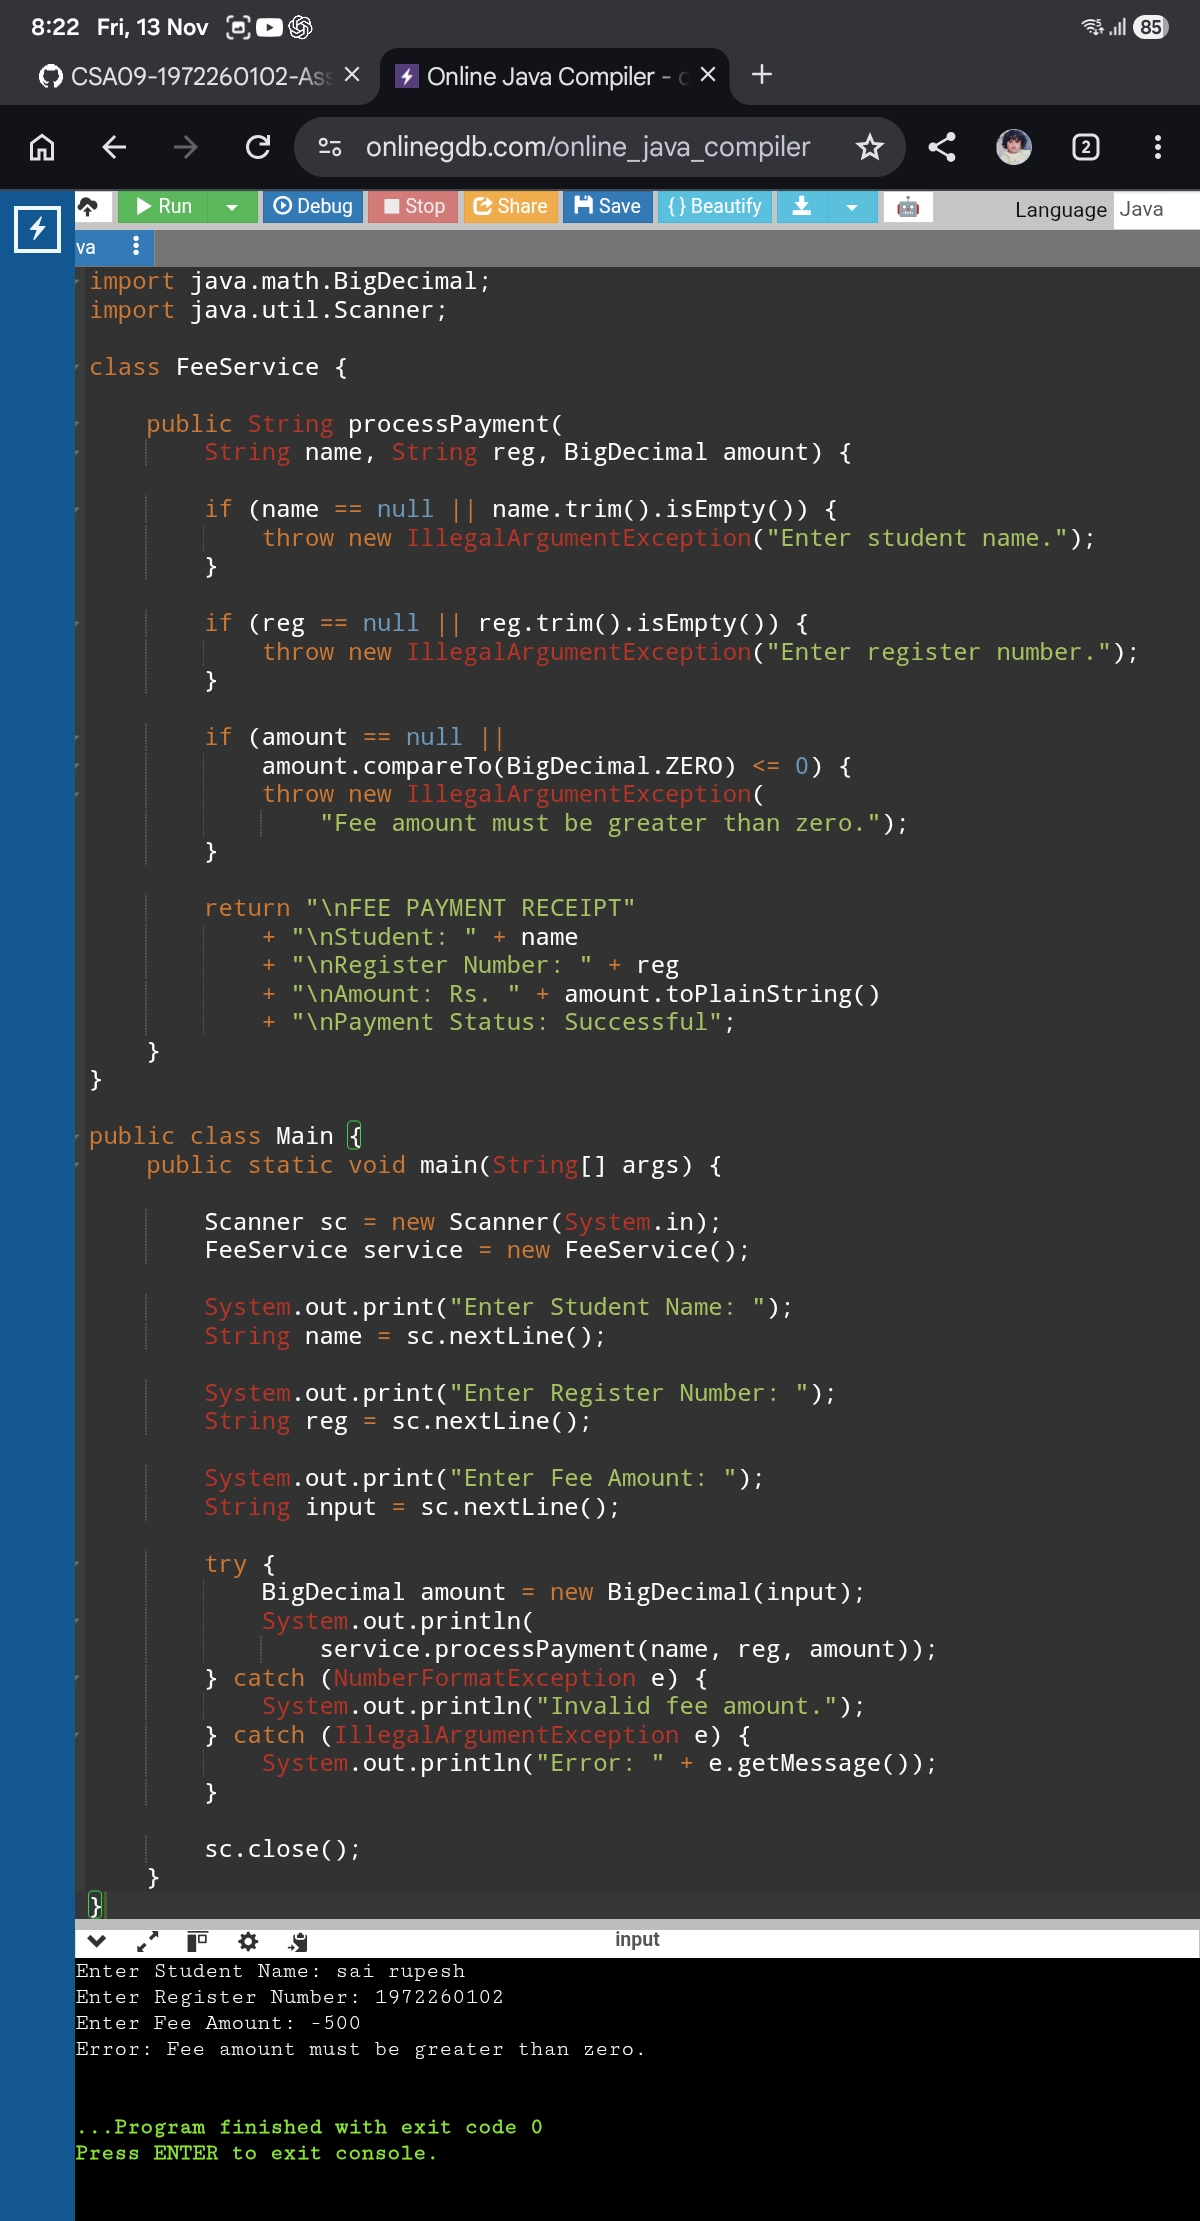 8:22 Fri, 13 Nov 85
CSA09-1972260102-Ass Online Java Compiler -
onlinegdb.com/online_java_compiler 2
Run Debug Stop Share Save {} Beautify Language Java
va
import java.math.BigDecimal;
import java.util.Scanner;
class FeeService {
public String processPayment(
String name, String reg, BigDecimal amount) {
if (name == null || name.trim().isEmpty()) {
throw new IllegalArgumentException("Enter student name.");
}
if (reg == null || reg.trim().isEmpty()) {
throw new IllegalArgumentException("Enter register number.");
}
if (amount == null ||
amount.compareTo(BigDecimal.ZERO) <= 0) {
throw new IllegalArgumentException(
"Fee amount must be greater than zero.");
}
return "\nFEE PAYMENT RECEIPT"
+ "\nStudent: " + name
+ "\nRegister Number: " + reg
+ "\nAmount: Rs. " + amount.toPlainString()
+ "\nPayment Status: Successful";
}
}
public class Main {
public static void main(String[] args) {
Scanner sc = new Scanner(System.in);
FeeService service = new FeeService();
System.out.print("Enter Student Name: ");
String name = sc.nextLine();
System.out.print("Enter Register Number: ");
String reg = sc.nextLine();
System.out.print("Enter Fee Amount: ");
String input = sc.nextLine();
try {
BigDecimal amount = new BigDecimal(input);
System.out.println(
service.processPayment(name, reg, amount));
} catch (NumberFormatException e) {
System.out.println("Invalid fee amount.");
} catch (IllegalArgumentException e) {
System.out.println("Error: " + e.getMessage());
}
sc.close();
}
}
input
Enter Student Name: sai rupesh
Enter Register Number: 1972260102
Enter Fee Amount: -500
Error: Fee amount must be greater than zero.
...Program finished with exit code 0
Press ENTER to exit console.